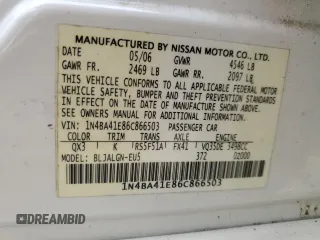 MANUFACTURED BY NISSAN MOTOR CO., LTD.
DATE 05/06 GVWR 4546 LB
GAWR FR. 2469 LB GAWR RR. 2097 LB
THIS VEHICLE CONFORMS TO ALL APPLICABLE FEDERAL MOTOR
VEHICLE SAFETY, BUMPER, AND THEFT PREVENTION
STANDARDS IN EFFECT ON THE DATE OF MANUFACTURE SHOWN
ABOVE.
SEE OWNERS MANUAL FOR ADDITIONAL INFORMATION
VIN: 1N4BA41E86C866503 PASSENGER CAR
COLOR TRIM TRANS AXLE ENGINE
QX3 K RS5F51A FX41 VQ35DE 3498CC
MODEL: BLJALGN-EU5 372 02000
1N4BA41E86C866503
DREAMBID